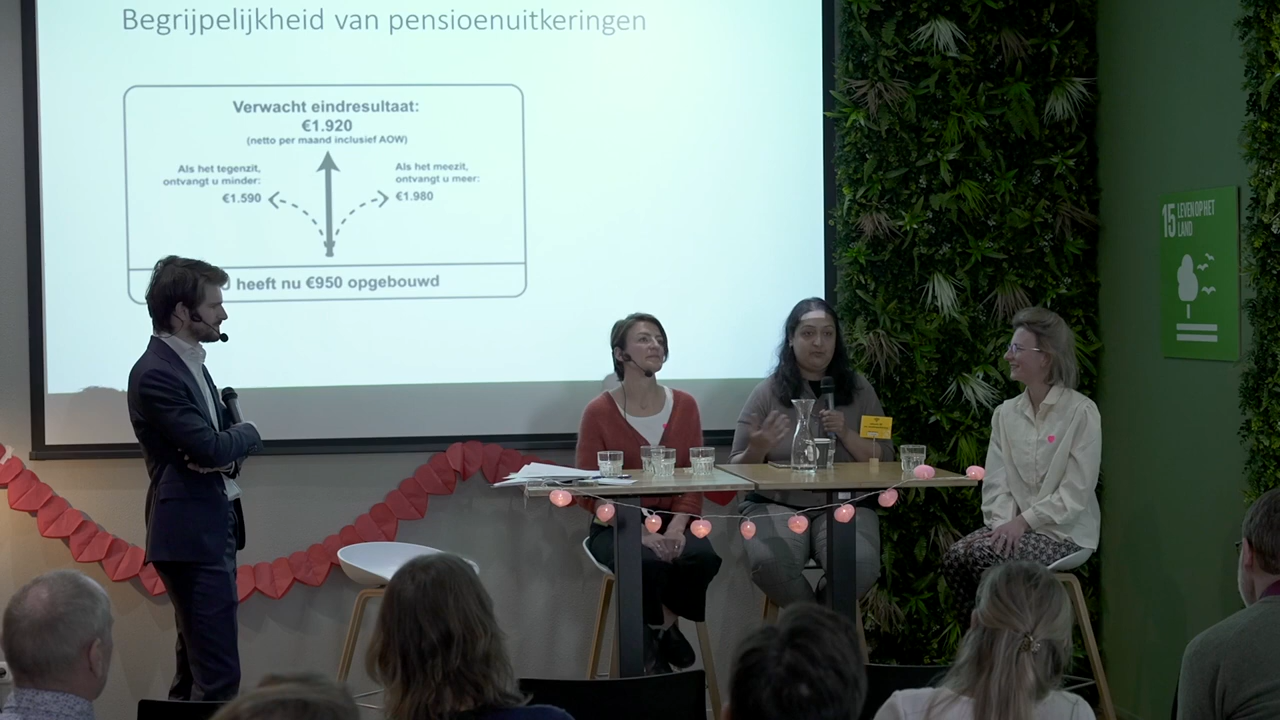 Begrijpelijkheid van pensioenuitkeringen
Verwacht eindresultaat:
€1.920
(netto per maand inclusief AOW)
Als het tegenzit,
ontvangt u minder:
€1.590
Als het meezit,
ontvangt u meer:
€1.980
heeft nu €950 opgebouwd
15 LEVEN OP HET
LAND